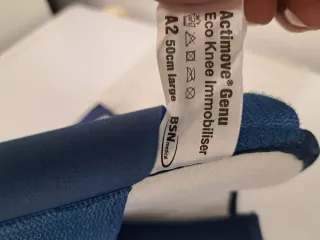 Actimove® Genu
Eco Knee Immobiliser
A2 50cm large
BSN medical